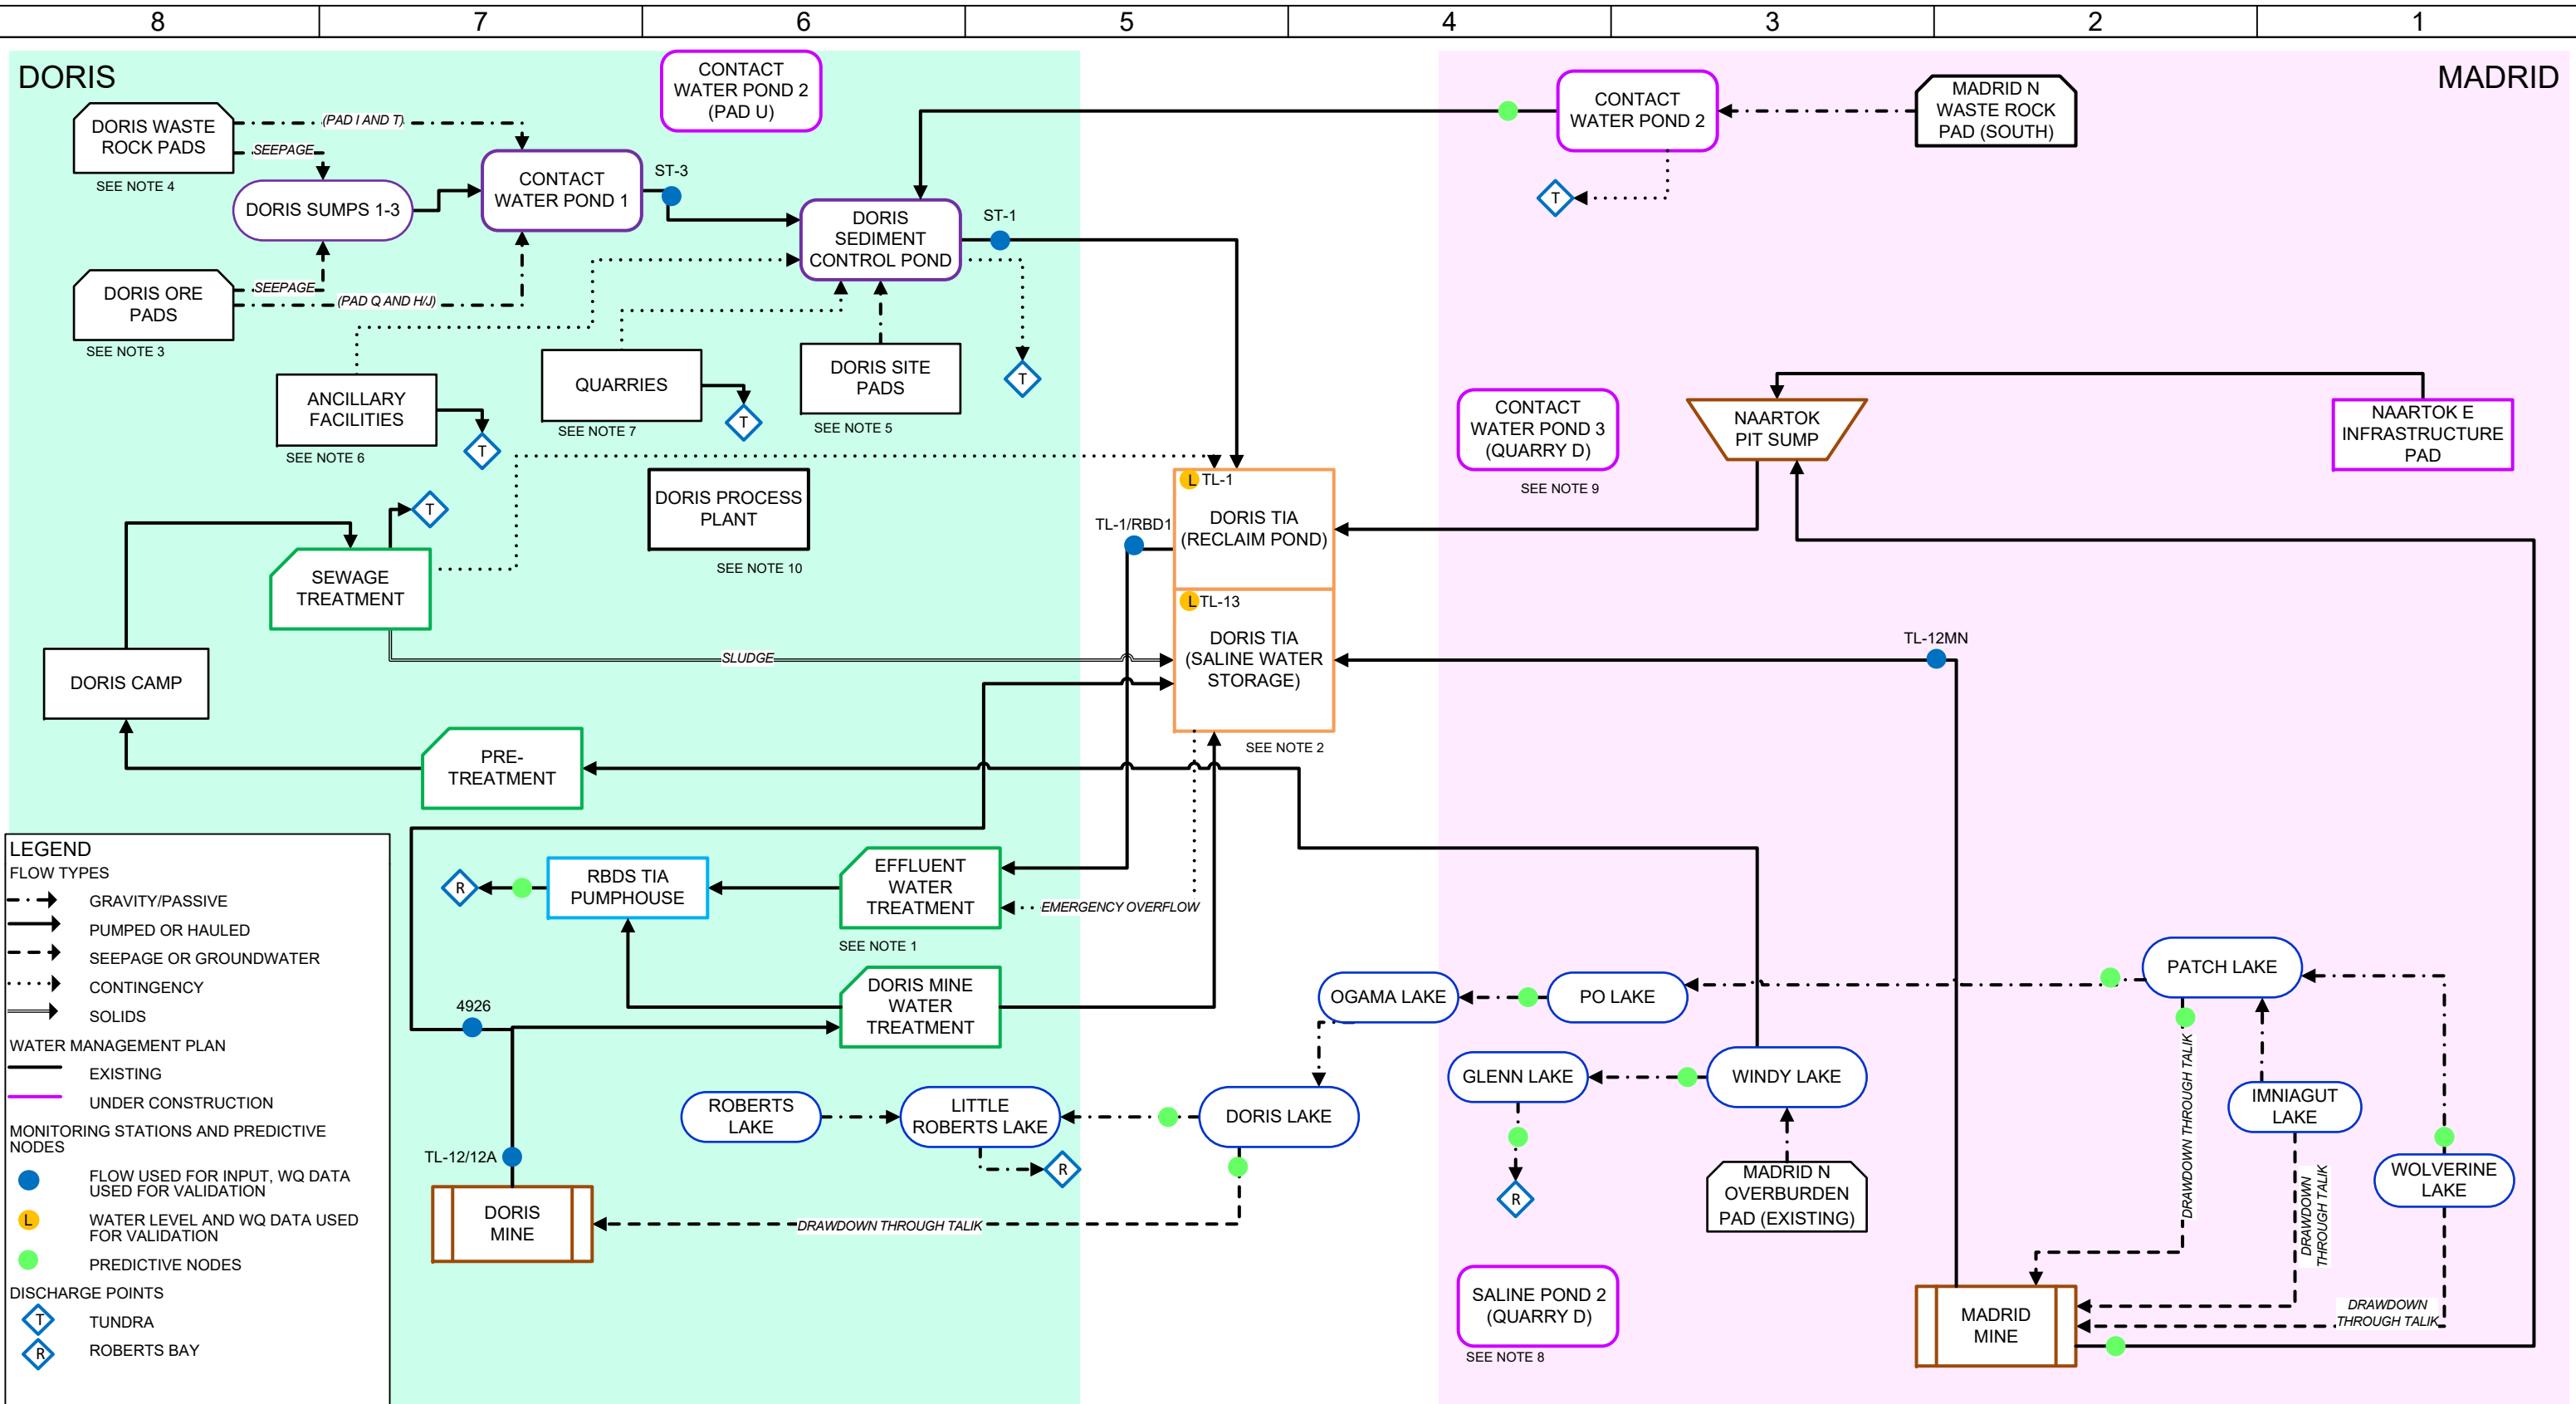 8 7 6 5 4 3 2 1
DORIS
MADRID
CONTACT
WATER POND 2
(PAD U)
CONTACT
WATER POND 2
MADRID N
WASTE ROCK
PAD (SOUTH)
DORIS WASTE
ROCK PADS
SEE NOTE 4
(PAD I AND T)
SEEPAGE
DORIS SUMPS 1-3
CONTACT
WATER POND 1
ST-3
DORIS
SEDIMENT
CONTROL POND
ST-1
T
DORIS ORE
PADS
SEE NOTE 3
SEEPAGE
(PAD Q AND H/J)
ANCILLARY
FACILITIES
SEE NOTE 6
T
QUARRIES
SEE NOTE 7
T
DORIS SITE
PADS
SEE NOTE 5
T
CONTACT
WATER POND 3
(QUARRY D)
SEE NOTE 9
NAARTOK
PIT SUMP
NAARTOK E
INFRASTRUCTURE
PAD
T
SEWAGE
TREATMENT
DORIS PROCESS
PLANT
SEE NOTE 10
L TL-1
DORIS TIA
(RECLAIM POND)
TL-1/RBD1
L TL-13
DORIS TIA
(SALINE WATER
STORAGE)
SEE NOTE 2
SLUDGE
TL-12MN
DORIS CAMP
PRE-
TREATMENT
R
RBDS TIA
PUMPHOUSE
EFFLUENT
WATER
TREATMENT
SEE NOTE 1
EMERGENCY OVERFLOW
4926
DORIS MINE
WATER
TREATMENT
OGAMA LAKE
PO LAKE
PATCH LAKE
GLENN LAKE
WINDY LAKE
IMNIAGUT
LAKE
WOLVERINE
LAKE
ROBERTS
LAKE
LITTLE
ROBERTS LAKE
DORIS LAKE
R
R
MADRID N
OVERBURDEN
PAD (EXISTING)
DRAWDOWN THROUGH TALIK
DRAWDOWN
THROUGH TALIK
DRAWDOWN
THROUGH TALIK
TL-12/12A
DORIS
MINE
DRAWDOWN THROUGH TALIK
SALINE POND 2
(QUARRY D)
SEE NOTE 8
MADRID
MINE
LEGEND
FLOW TYPES
GRAVITY/PASSIVE
PUMPED OR HAULED
SEEPAGE OR GROUNDWATER
CONTINGENCY
SOLIDS
WATER MANAGEMENT PLAN
EXISTING
UNDER CONSTRUCTION
MONITORING STATIONS AND PREDICTIVE
NODES
FLOW USED FOR INPUT, WQ DATA
USED FOR VALIDATION
L
WATER LEVEL AND WQ DATA USED
FOR VALIDATION
PREDICTIVE NODES
DISCHARGE POINTS
T
TUNDRA
R
ROBERTS BAY